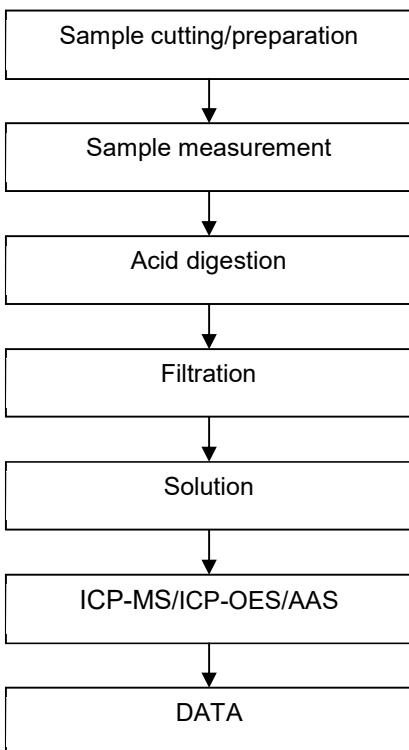 Sample cutting/preparation
Sample measurement
Acid digestion
Filtration
Solution
ICP-MS/ICP-OES/AAS
DATA